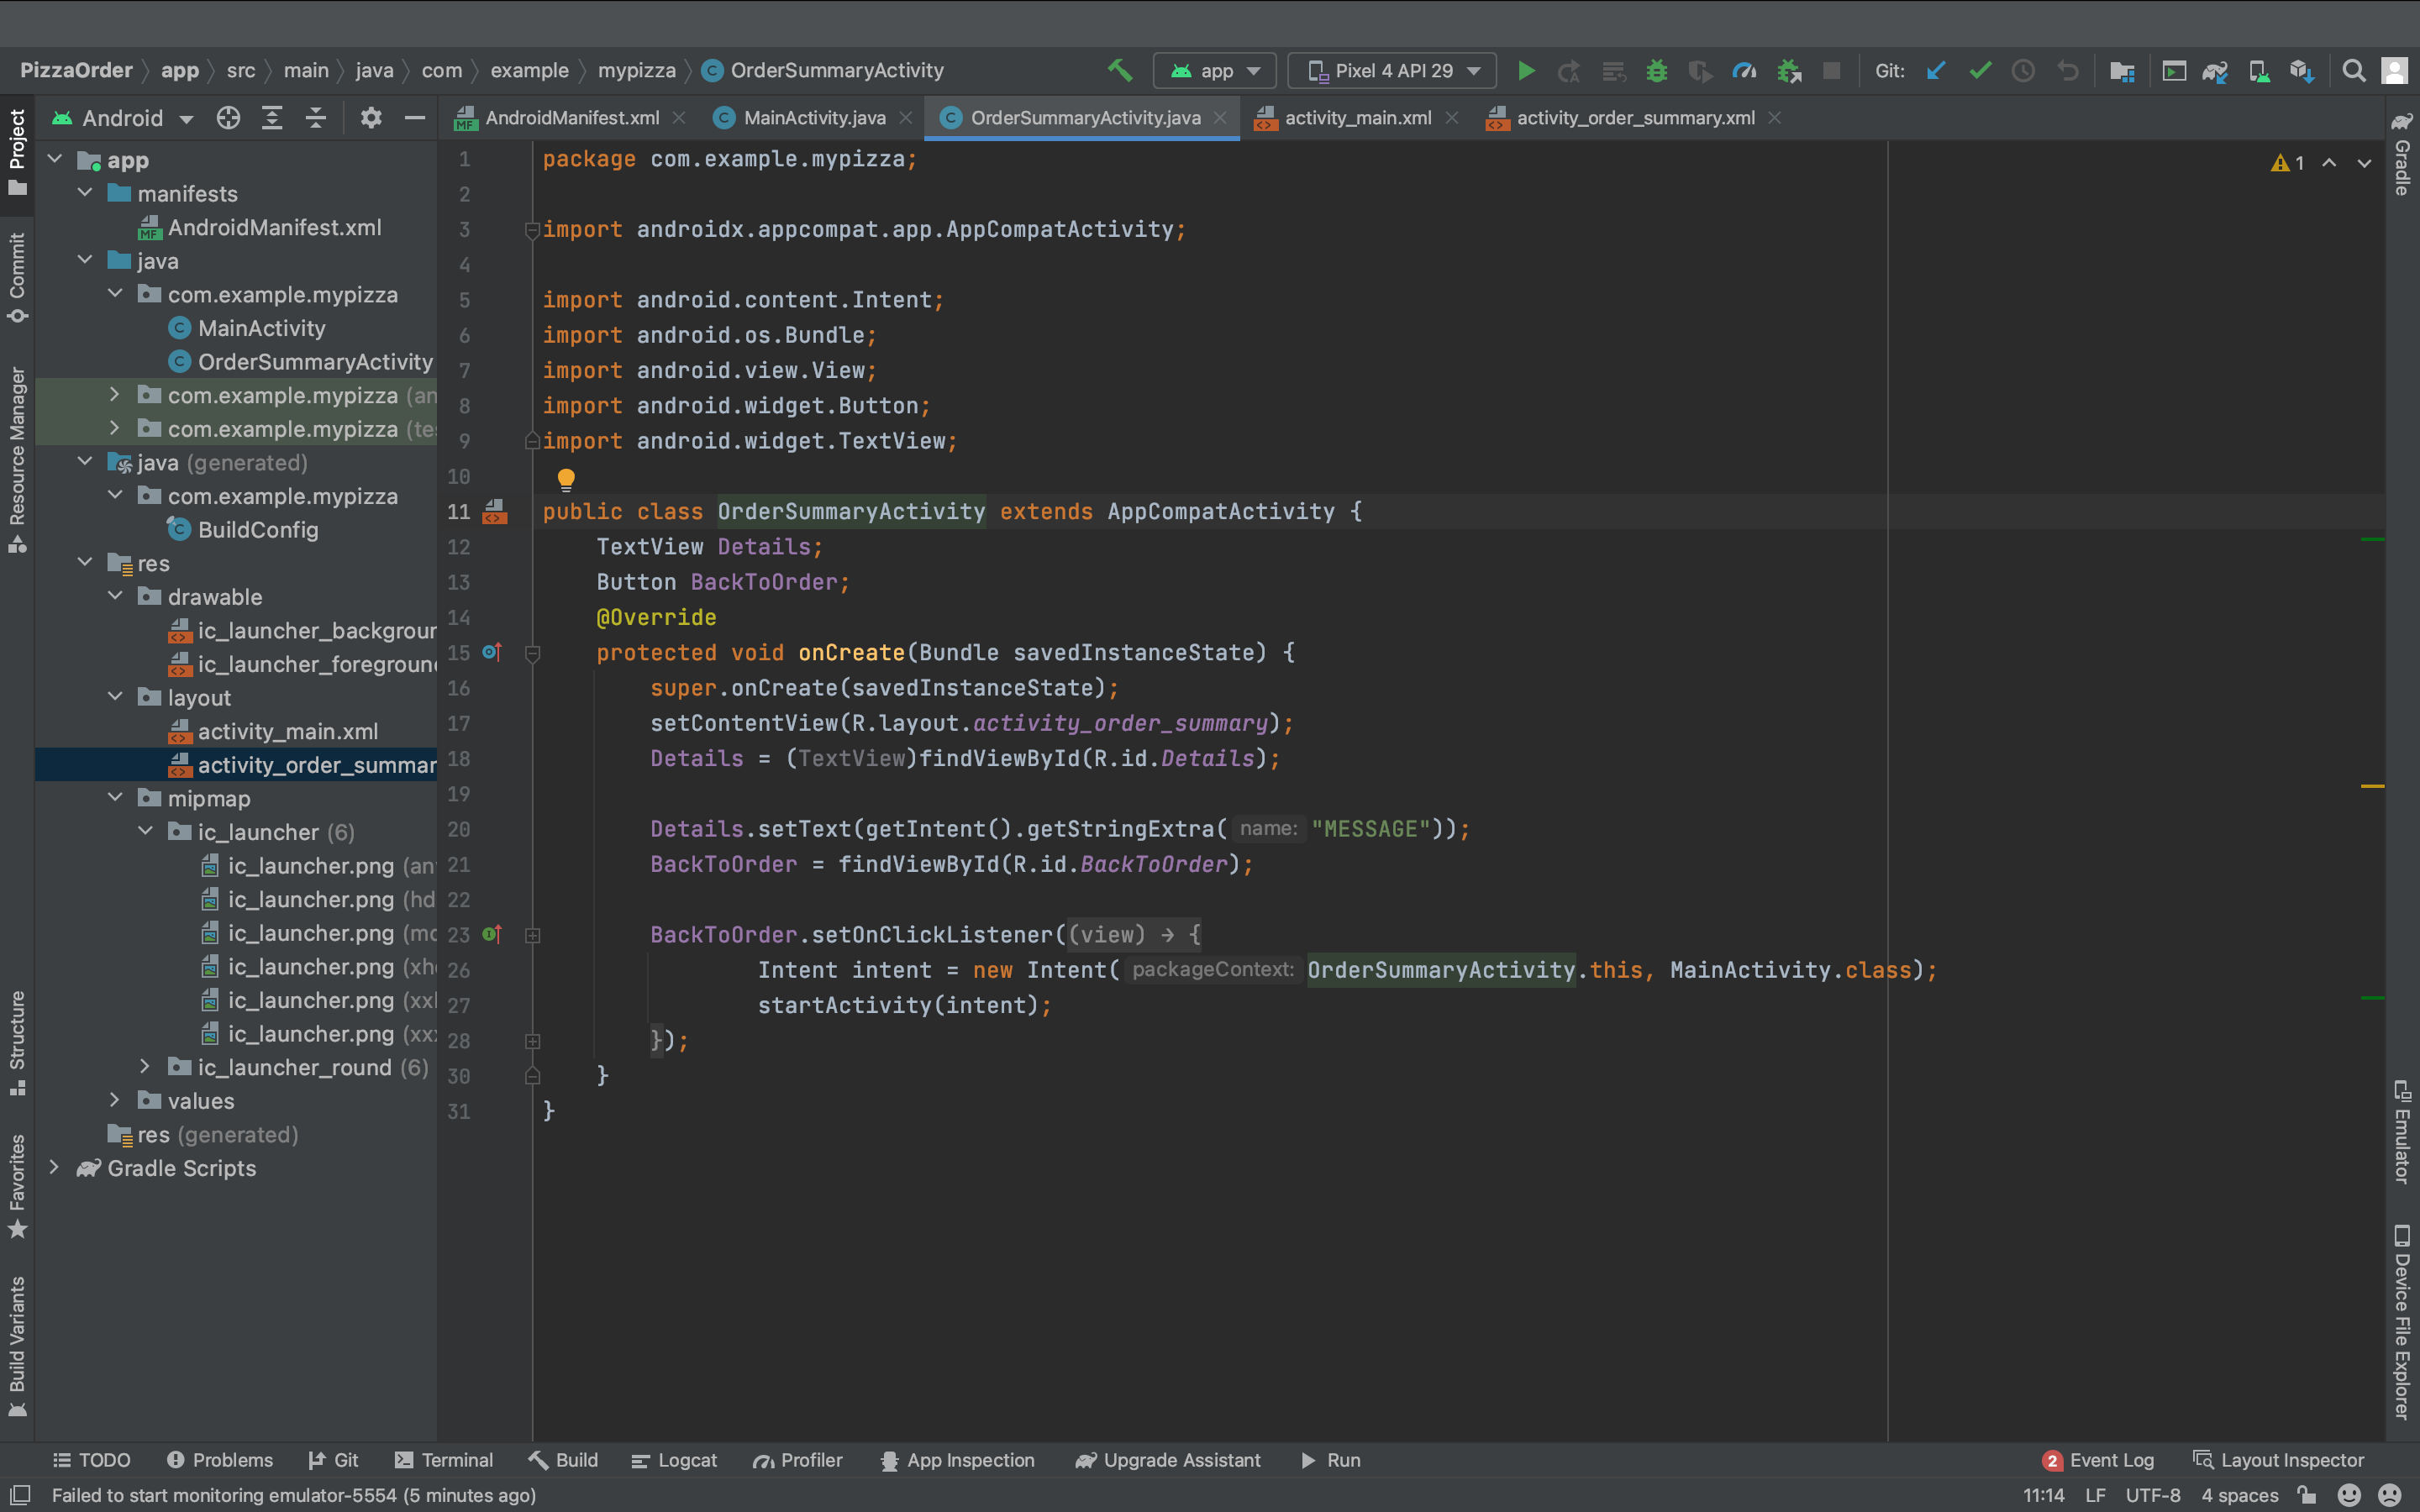 PizzaOrder app src main java com example mypizza OrderSummaryActivity app Pixel 4 API 29 Git:
Android AndroidManifest.xml MainActivity.java OrderSummaryActivity.java activity_main.xml activity_order_summary.xml
Project
Commit
Resource Manager
Structure
Favorites
Build Variants
app
manifests
AndroidManifest.xml
java
com.example.mypizza
MainActivity
OrderSummaryActivity
com.example.mypizza (an
com.example.mypizza (te
java (generated)
com.example.mypizza
BuildConfig
res
drawable
ic_launcher_backgroun
ic_launcher_foreground
layout
activity_main.xml
activity_order_summar
mipmap
ic_launcher (6)
ic_launcher.png (an
ic_launcher.png (hd
ic_launcher.png (m
ic_launcher.png (xh
ic_launcher.png (xx
ic_launcher.png (xxx
ic_launcher_round (6)
values
res (generated)
Gradle Scripts
1 package com.example.mypizza;
2
3 import androidx.appcompat.app.AppCompatActivity;
4
5 import android.content.Intent;
6 import android.os.Bundle;
7 import android.view.View;
8 import android.widget.Button;
9 import android.widget.TextView;
10
11 public class OrderSummaryActivity extends AppCompatActivity {
12 TextView Details;
13 Button BackToOrder;
14 @Override
15 protected void onCreate(Bundle savedInstanceState) {
16 super.onCreate(savedInstanceState);
17 setContentView(R.layout.activity_order_summary);
18 Details = (TextView)findViewById(R.id.Details);
19
20 Details.setText(getIntent().getStringExtra( name: "MESSAGE"));
21 BackToOrder = findViewById(R.id.BackToOrder);
22
23 BackToOrder.setOnClickListener((view) → {
26 Intent intent = new Intent( packageContext: OrderSummaryActivity.this, MainActivity.class);
27 startActivity(intent);
28 });
30 }
31 }
1
Gradle
Emulator
Device File Explorer
TODO Problems Git Terminal Build Logcat Profiler App Inspection Upgrade Assistant Run 2 Event Log Layout Inspector
Failed to start monitoring emulator-5554 (5 minutes ago) 11:14 LF UTF-8 4 spaces